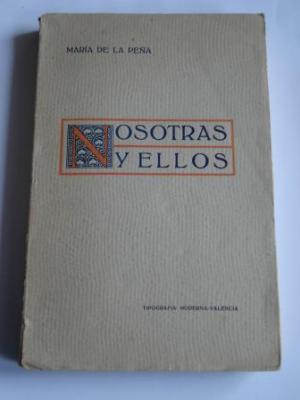 MARÍA DE LA PEÑA
NOSOTRAS
Y ELLOS
TIPOGRAFÍA MODERNA-VALENCIA